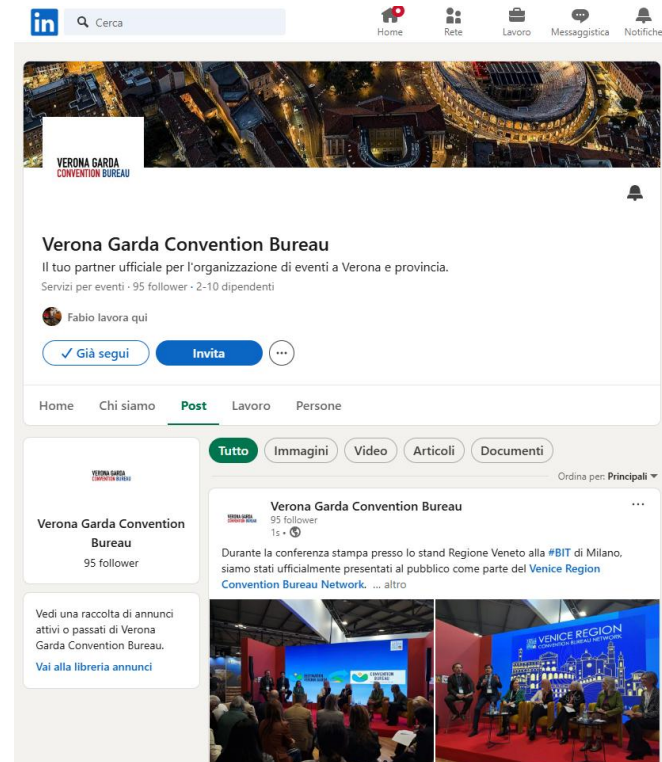 in
Cerca
Home
Rete
Lavoro
Messaggistica
Notifiche
VERONA GARDA
CONVENTION BUREAU
Verona Garda Convention Bureau
Il tuo partner ufficiale per l'organizzazione di eventi a Verona e provincia.
Servizi per eventi · 95 follower · 2-10 dipendenti
Fabio lavora qui
✓ Già segui
Invita
Home Chi siamo Post Lavoro Persone
Tutto Immagini Video Articoli Documenti
Ordina per: Principali
VERONA GARDA
CONVENTION BUREAU
Verona Garda Convention
Bureau
95 follower
Vedi una raccolta di annunci
attivi o passati di Verona
Garda Convention Bureau.
Vai alla libreria annunci
VERONA GARDA
CONVENTION BUREAU
Verona Garda Convention Bureau
95 follower
1s •
Durante la conferenza stampa presso lo stand Regione Veneto alla #BIT di Milano,
siamo stati ufficialmente presentati al pubblico come parte del Venice Region
Convention Bureau Network. ... altro
CONVENTION
BUREAU
VENICE REGION
CONVENTION BUREAU NETWORK